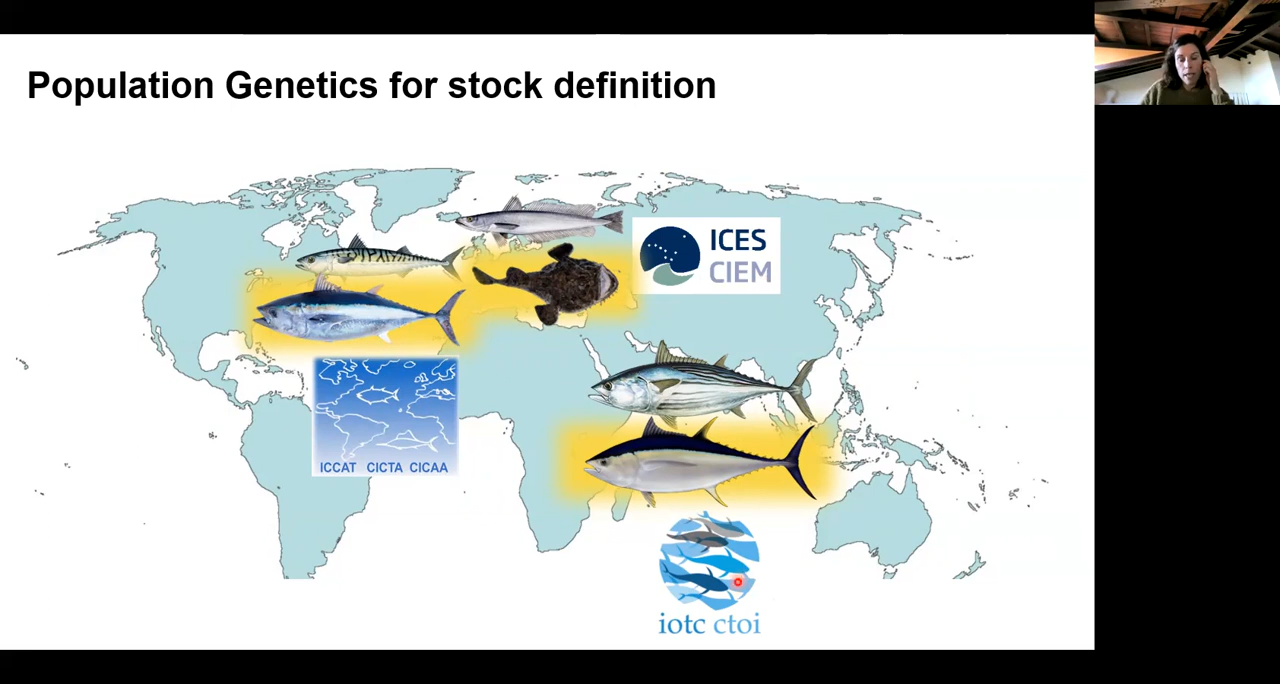 Population Genetics for stock definition
ICES
CIEM
ICCAT CICTA CICAA
iotc ctoi